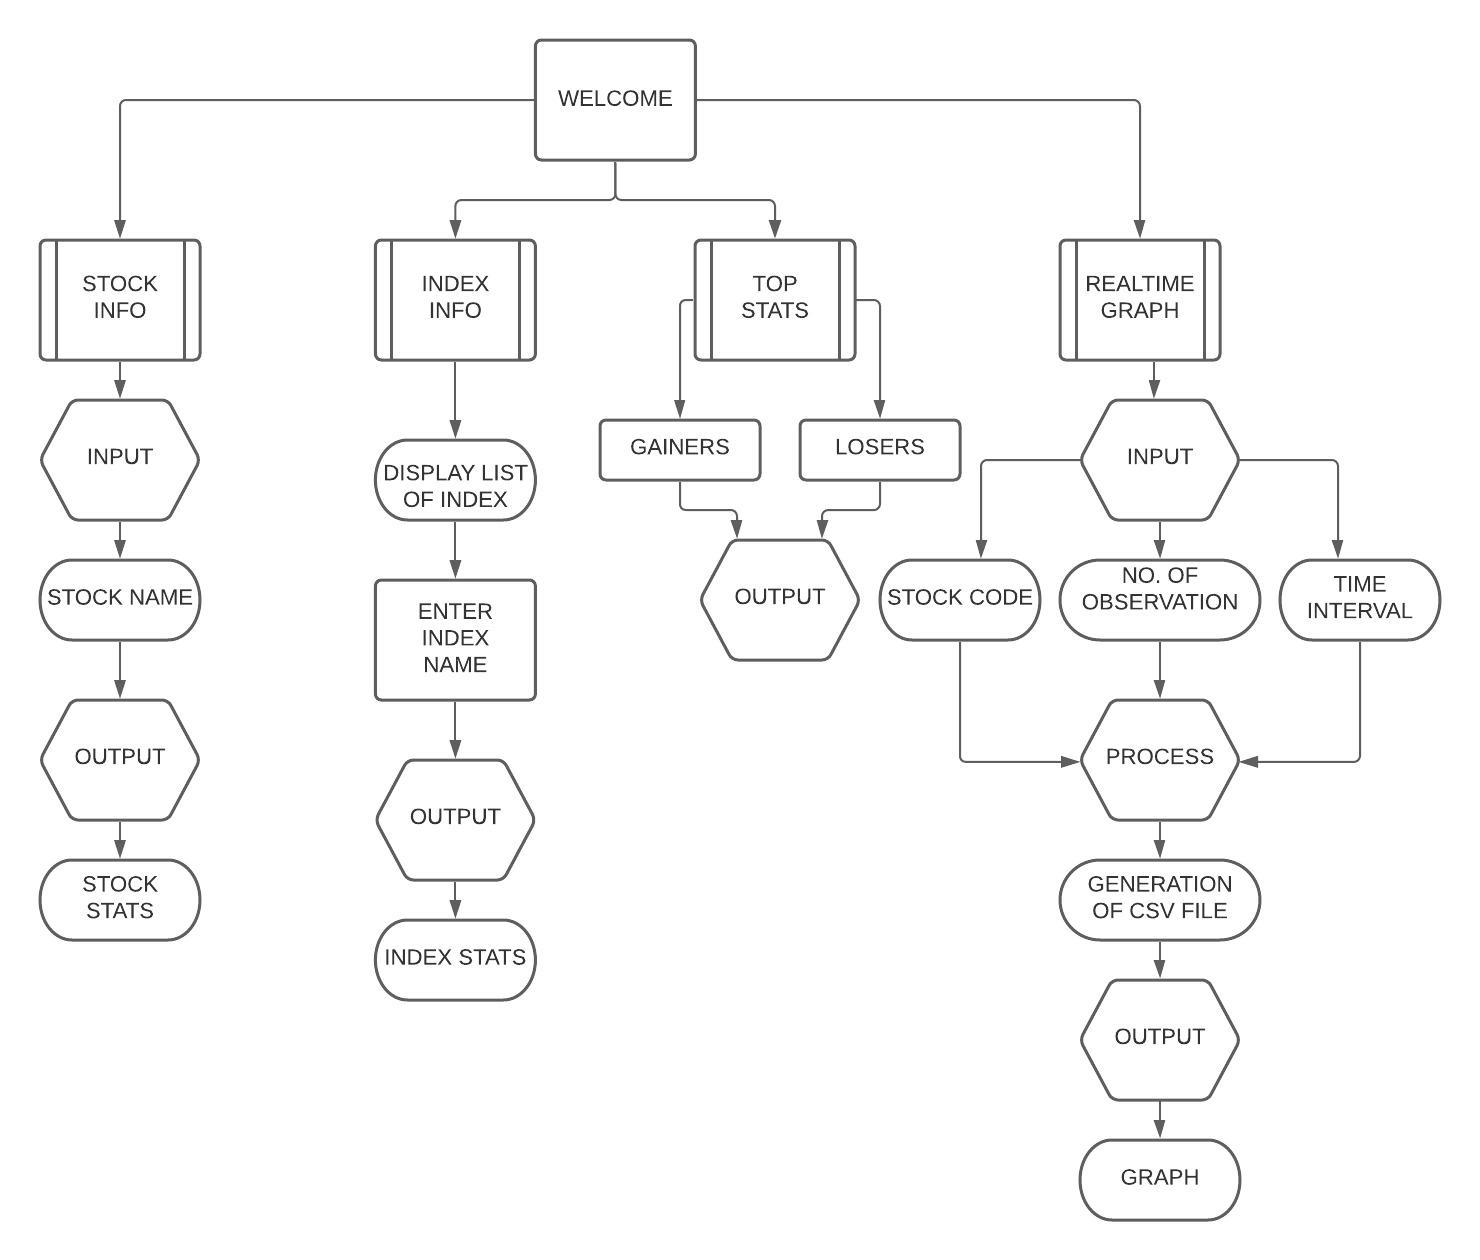 WELCOME
STOCK
INFO
INDEX
INFO
TOP
STATS
REALTIME
GRAPH
INPUT
GAINERS
LOSERS
INPUT
DISPLAY LIST
OF INDEX
STOCK NAME
ENTER
INDEX
NAME
OUTPUT
STOCK CODE
NO. OF
OBSERVATION
TIME
INTERVAL
OUTPUT
OUTPUT
PROCESS
STOCK
STATS
INDEX STATS
GENERATION
OF CSV FILE
OUTPUT
GRAPH